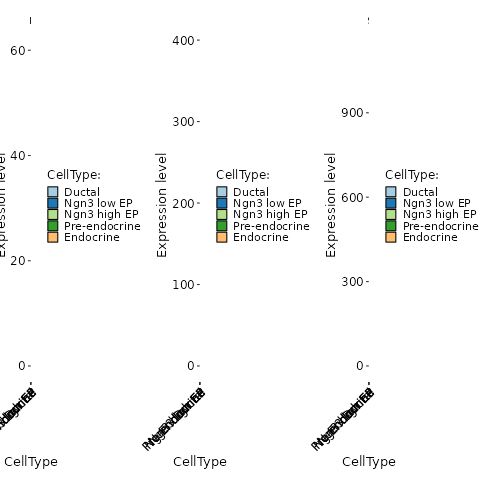 60
40
20
0
CellType:
Ductal
Ngn3 low EP
Ngn3 high EP
Pre-endocrine
Endocrine
CellType
Expression level
400
300
200
100
0
CellType:
Ductal
Ngn3 low EP
Ngn3 high EP
Pre-endocrine
Endocrine
CellType
Expression level
900
600
300
0
CellType:
Ductal
Ngn3 low EP
Ngn3 high EP
Pre-endocrine
Endocrine
CellType